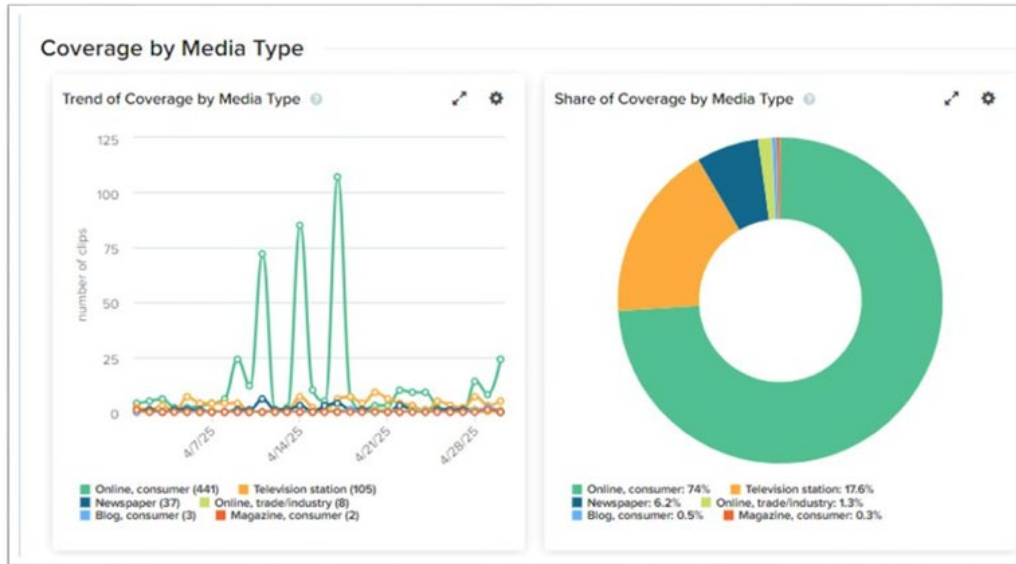 Coverage by Media Type
Trend of Coverage by Media Type
125
100
75
50
25
0
number of clips
4/7/25
4/14/25
4/21/25
4/28/25
Online, consumer (441) Television station (105)
Newspaper (37) Online, trade/industry (8)
Blog, consumer (3) Magazine, consumer (2)
Share of Coverage by Media Type
Online, consumer: 74% Television station: 17.6%
Newspaper: 6.2% Online, trade/industry: 1.3%
Blog, consumer: 0.5% Magazine, consumer: 0.3%